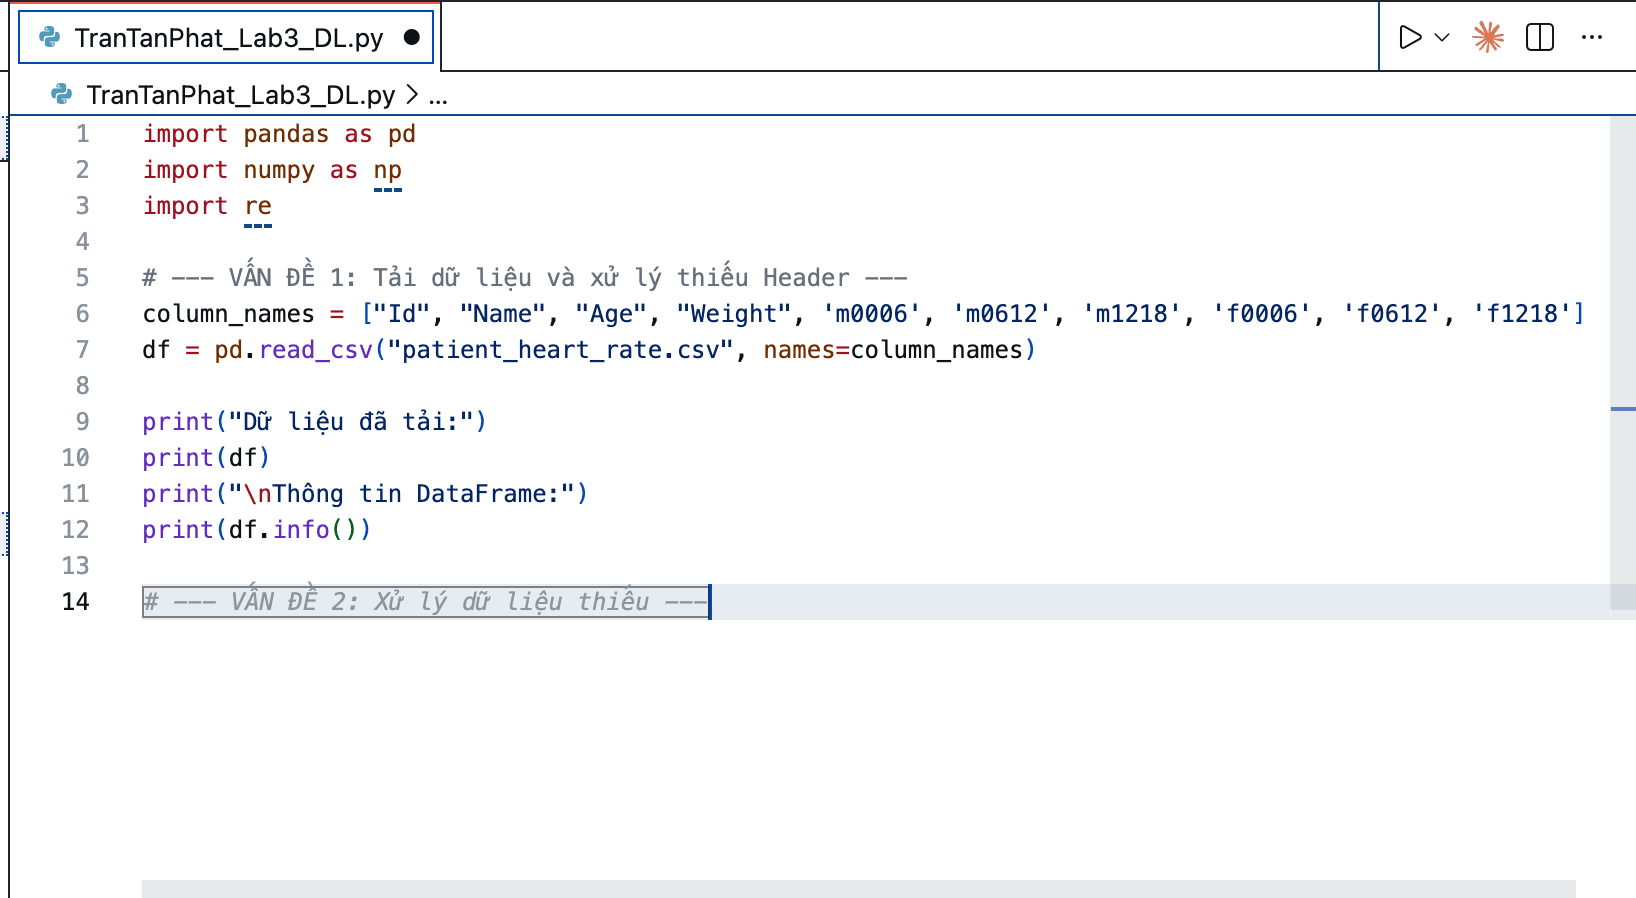 TranTanPhat_Lab3_DL.py
TranTanPhat_Lab3_DL.py > ...
1 import pandas as pd
2 import numpy as np
3 import re
4
5 # --- VẤN ĐỀ 1: Tải dữ liệu và xử lý thiếu Header ---
6 column_names = ["Id", "Name", "Age", "Weight", 'm0006', 'm0612', 'm1218', 'f0006', 'f0612', 'f1218']
7 df = pd.read_csv("patient_heart_rate.csv", names=column_names)
8
9 print("Dữ liệu đã tải:")
10 print(df)
11 print("\nThông tin DataFrame:")
12 print(df.info())
13
14 # --- VẤN ĐỀ 2: Xử lý dữ liệu thiếu ---